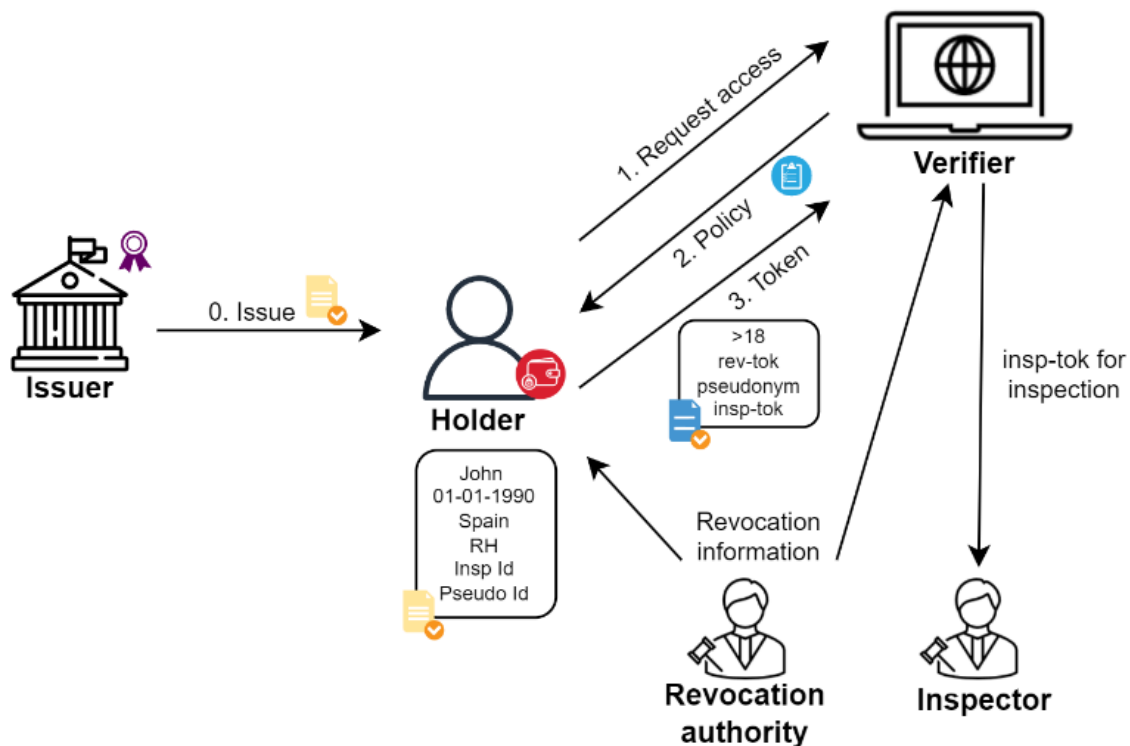 1. Request access
Verifier
2. Policy
3. Token
0. Issue
Issuer
Holder
>18
rev-tok
pseudonym
insp-tok
insp-tok for
inspection
John
01-01-1990
Spain
RH
Insp Id
Pseudo Id
Revocation
information
Revocation
authority
Inspector